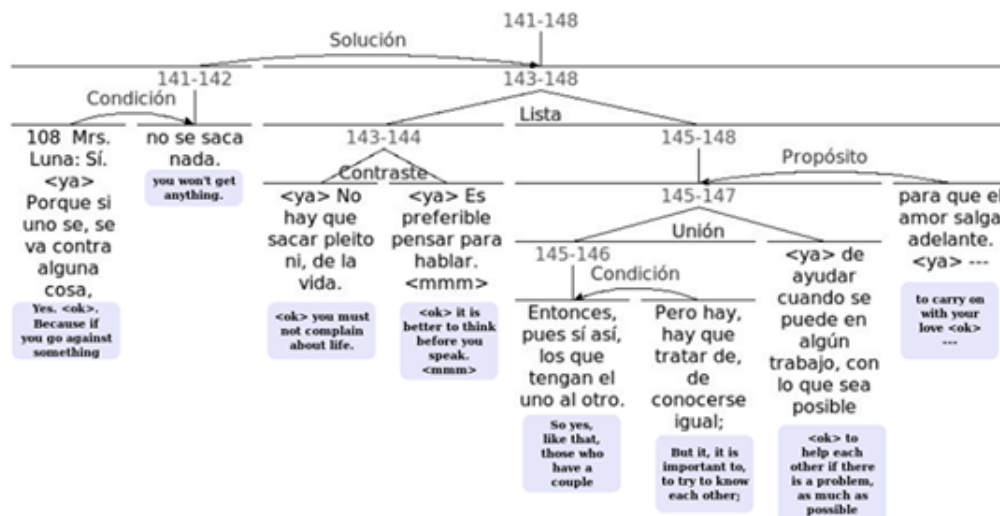 141-148
Solución
141-142
143-148
Condición
Lista
108 Mrs.
Luna: Sí.
<ya>
Porque si
uno se, se
va contra
alguna
cosa,
Yes. <ok>.
Because if
you go against
something
no se saca
nada.
you won't get
anything.
143-144
Contraste
<ya> No
hay que
sacar pleito
ni, de la
vida.
<ok> you must
not complain
about life.
<ya> Es
preferible
pensar para
hablar.
<mmm>
<ok> it is
better to think
before you
speak.
<mmm>
145-148
Propósito
145-147
Unión
145-146
Condición
Entonces,
pues sí así,
los que
tengan el
uno al otro.
So yes,
like that,
those who
have a
couple
Pero hay,
hay que
tratar de,
de
conocerse
igual;
But it, it is
important to,
to try to know
each other;
<ya> de
ayudar
cuando se
puede en
algún
trabajo, con
lo que sea
posible
<ok> to
help each
other if there
is a problem,
as much as
possible
para que el
amor salga
adelante.
<ya> ---
to carry on
with your
love <ok>
---